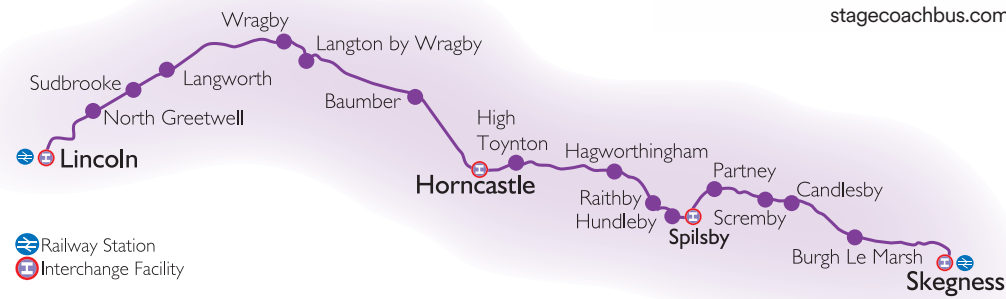 stagecoachbus.com
Wragby
Langton by Wragby
Sudbrooke
Langworth
Baumber
North Greetwell
High
Toynton
Lincoln
Hagworthingham
Horncastle
Partney
Raithby
Candlesby
Hundleby
Scremby
Spilsby
Railway Station
Burgh Le Marsh
Interchange Facility
Skegness